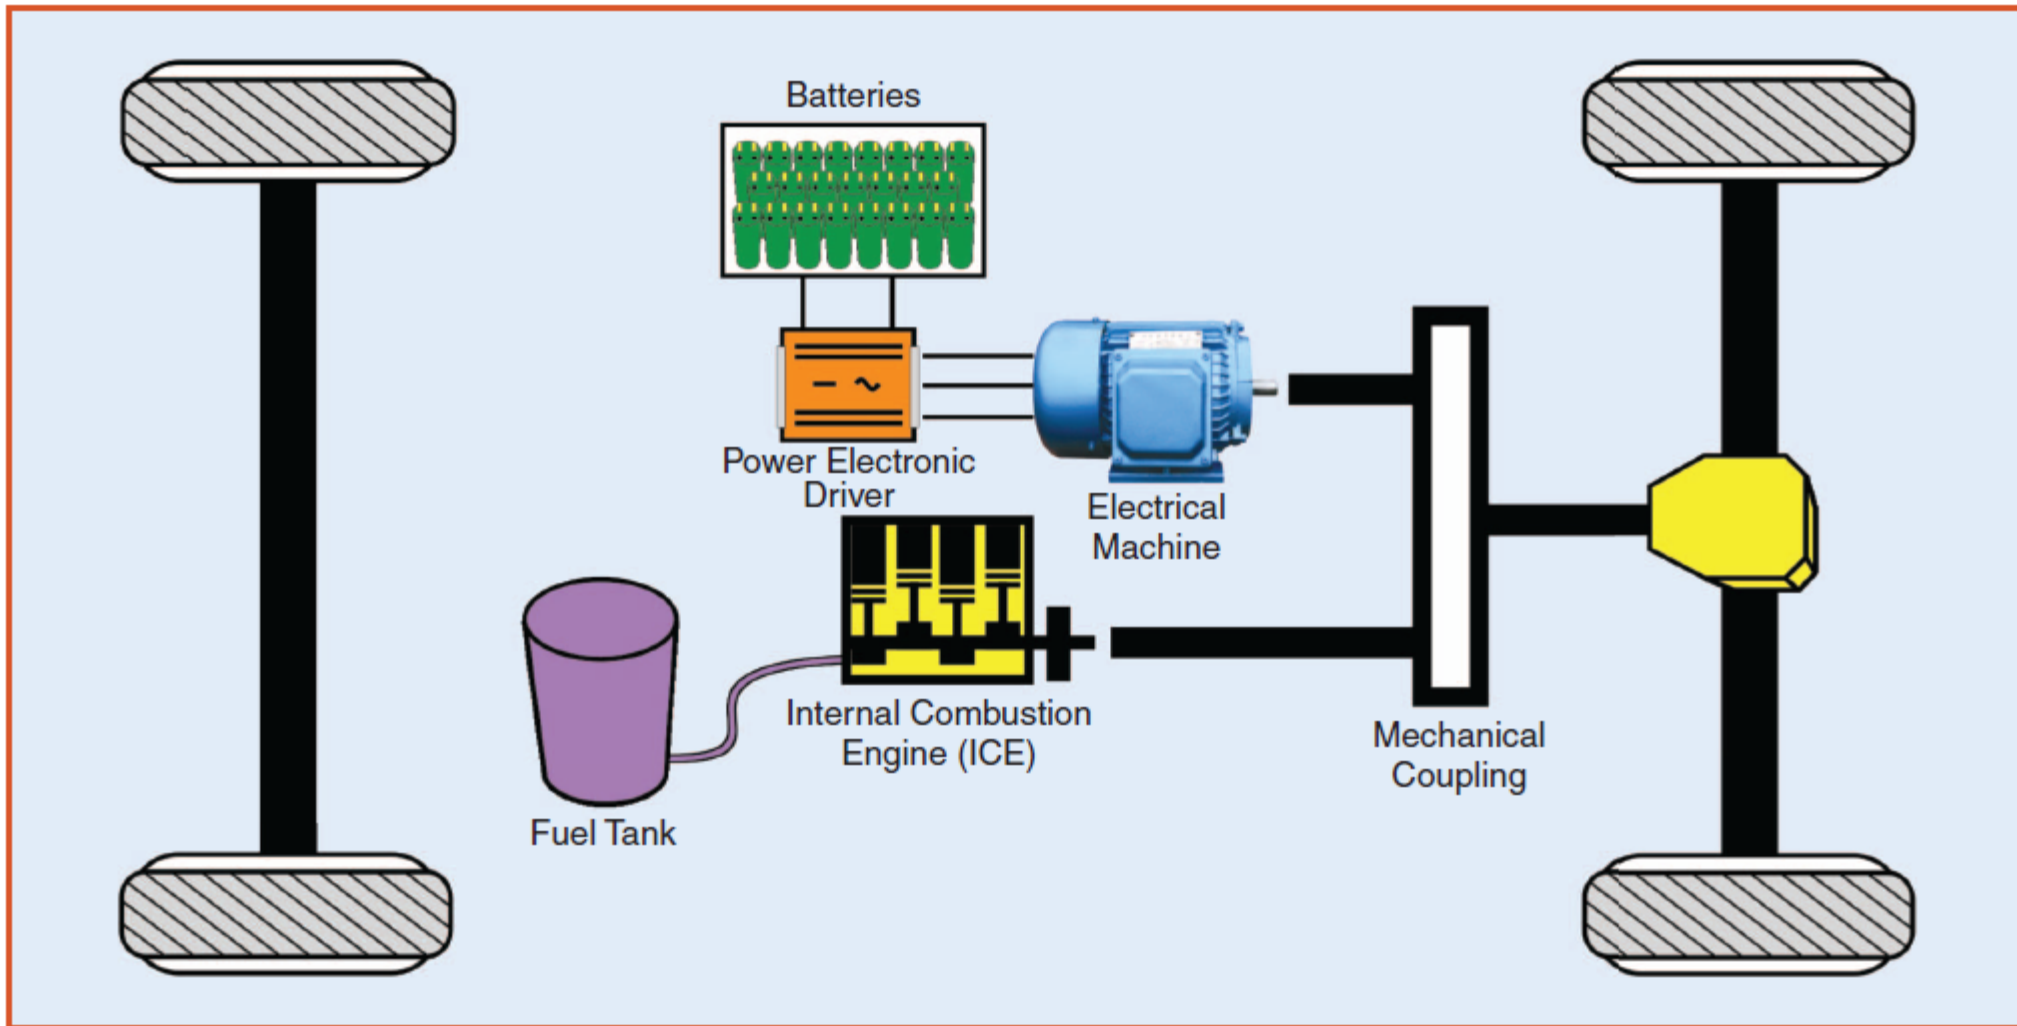 Batteries
Power Electronic
Driver
Electrical
Machine
Internal Combustion
Engine (ICE)
Mechanical
Coupling
Fuel Tank